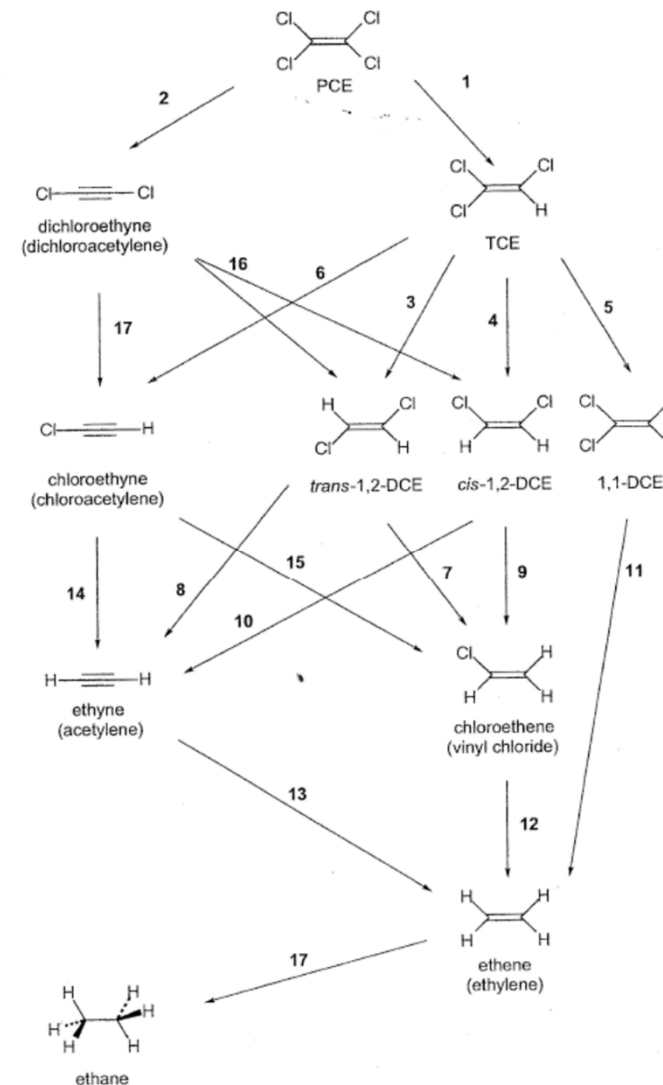 Cl Cl
Cl Cl
PCE
2 1
Cl Cl
Cl H
TCE
Cl Cl
dichloroethyne
(dichloroacetylene)
16 6
3 4 5
17
H Cl
Cl H
trans-1,2-DCE
Cl Cl
H H
cis-1,2-DCE
Cl
Cl
1,1-DCE
Cl H
chloroethyne
(chloroacetylene)
14 8 10 15 7 9 11
H H
ethyne
(acetylene)
Cl H
H H
chloroethene
(vinyl chloride)
13 12
H H
H H
ethene
(ethylene)
17
H H
H H
H H
ethane